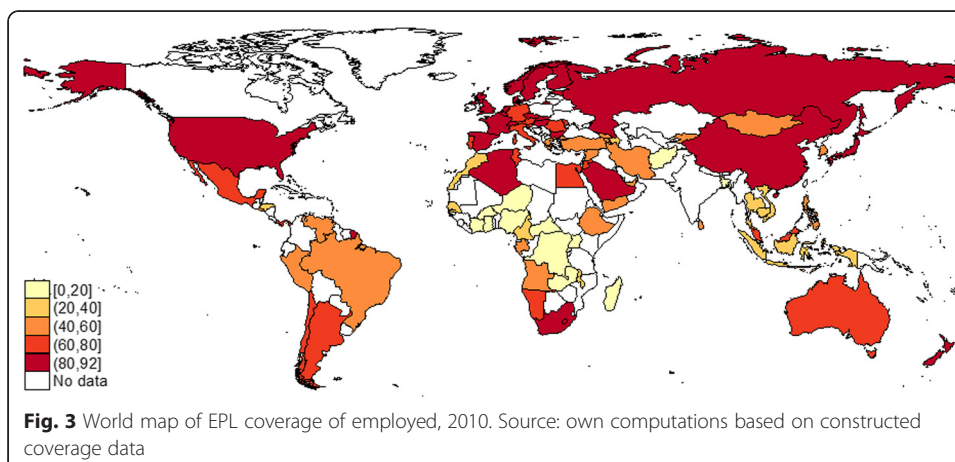 [0,20]
(20,40]
(40,60]
(60,80]
(80,92]
No data
Fig. 3 World map of EPL coverage of employed, 2010. Source: own computations based on constructed
coverage data